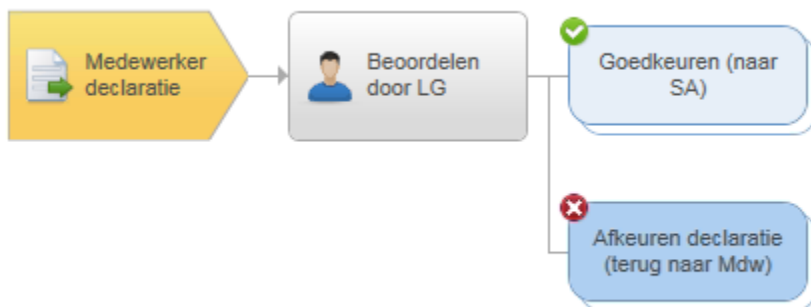 Medewerker
declaratie
Beoordelen
door LG
Goedkeuren (naar
SA)
Afkeuren declaratie
(terug naar Mdw)